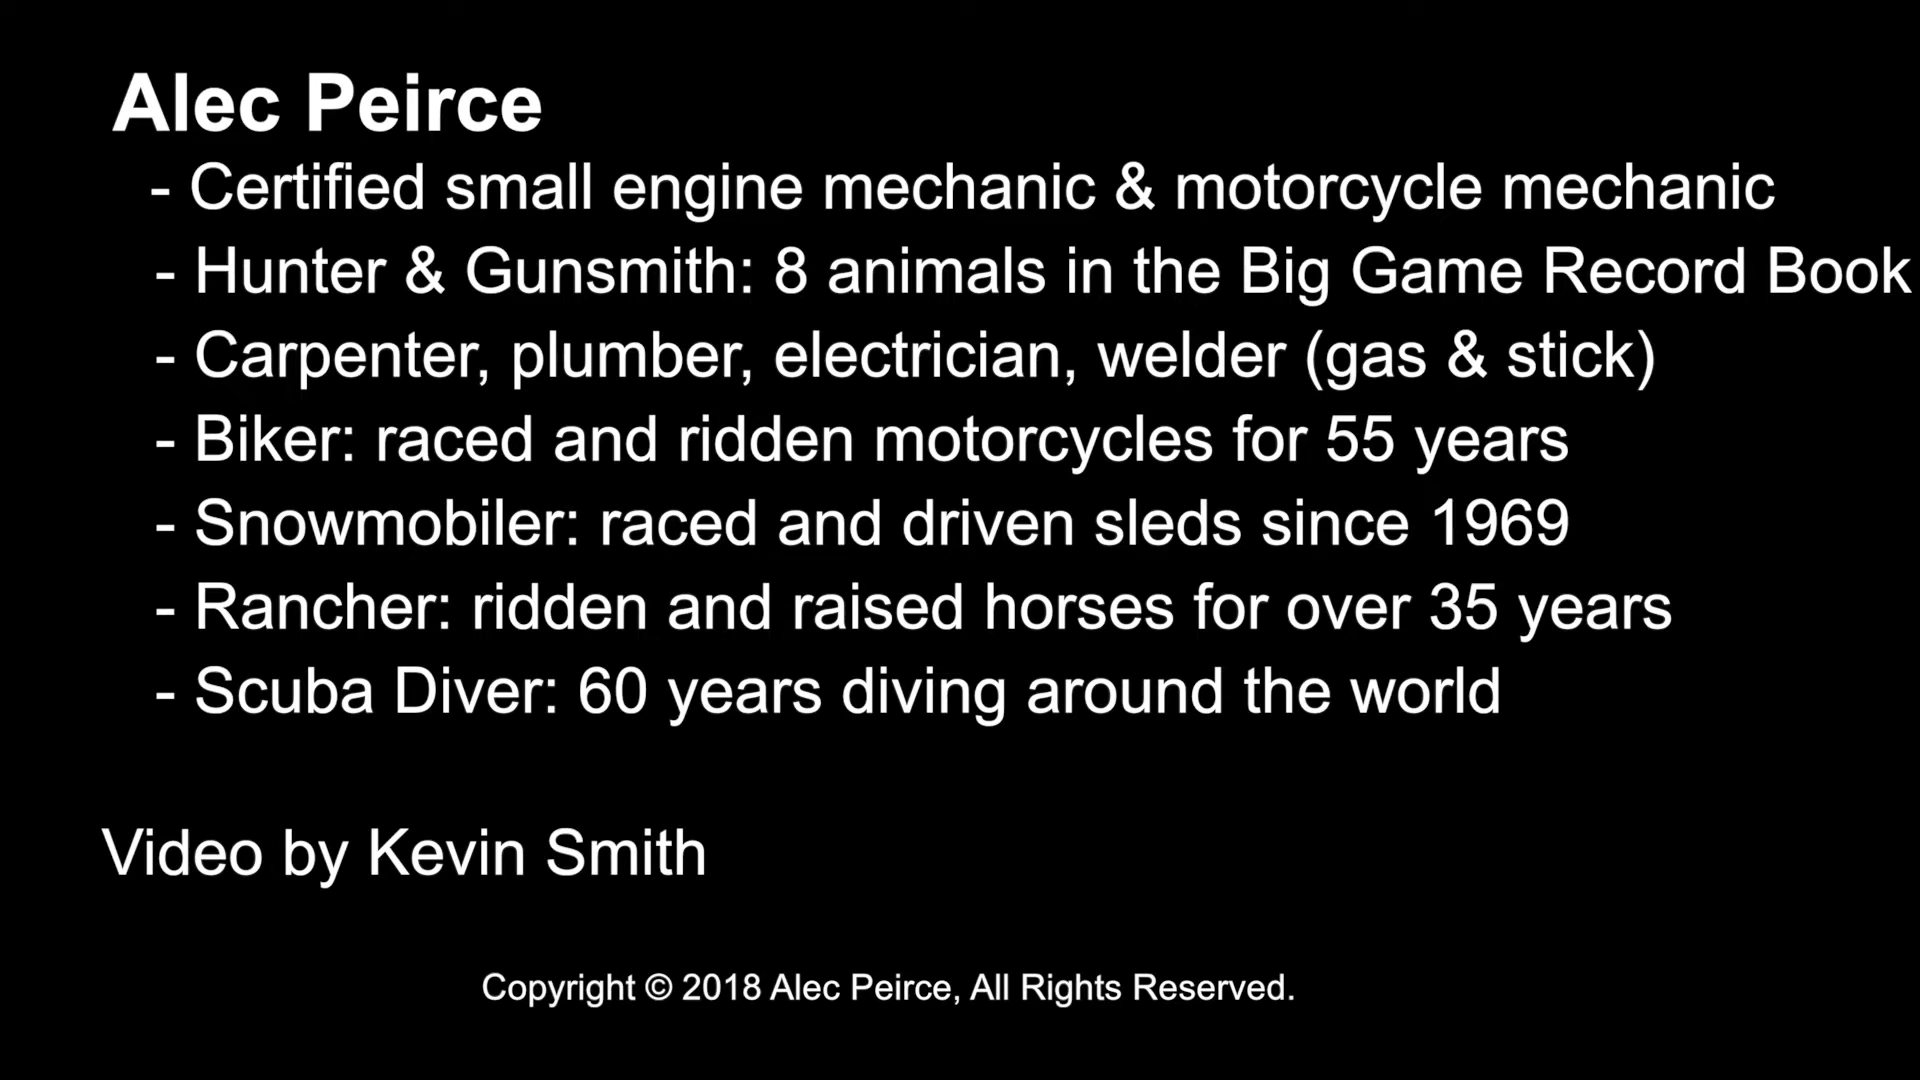 Alec Peirce
- Certified small engine mechanic & motorcycle mechanic
- Hunter & Gunsmith: 8 animals in the Big Game Record Book
- Carpenter, plumber, electrician, welder (gas & stick)
- Biker: raced and ridden motorcycles for 55 years
- Snowmobiler: raced and driven sleds since 1969
- Rancher: ridden and raised horses for over 35 years
- Scuba Diver: 60 years diving around the world
Video by Kevin Smith
Copyright © 2018 Alec Peirce, All Rights Reserved.